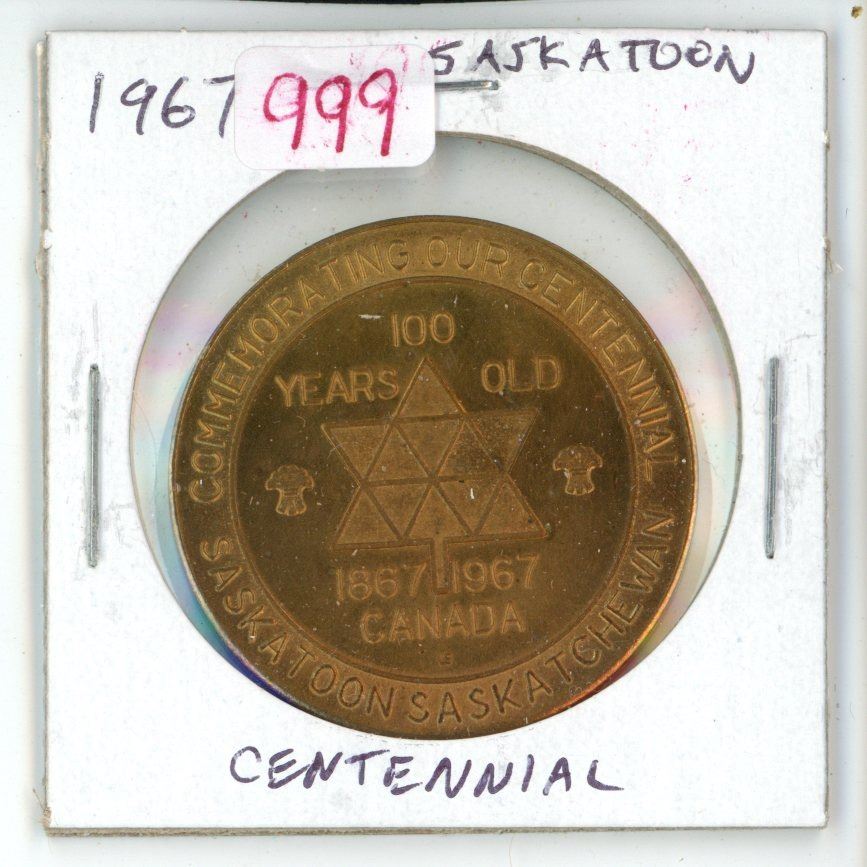 SASKATOON
1967
999
COMMEMORATING OUR CENTENNIAL
100
YEARS OLD
1867 1967
CANADA
SASKATOON SASKATCHEWAN
CENTENNIAL